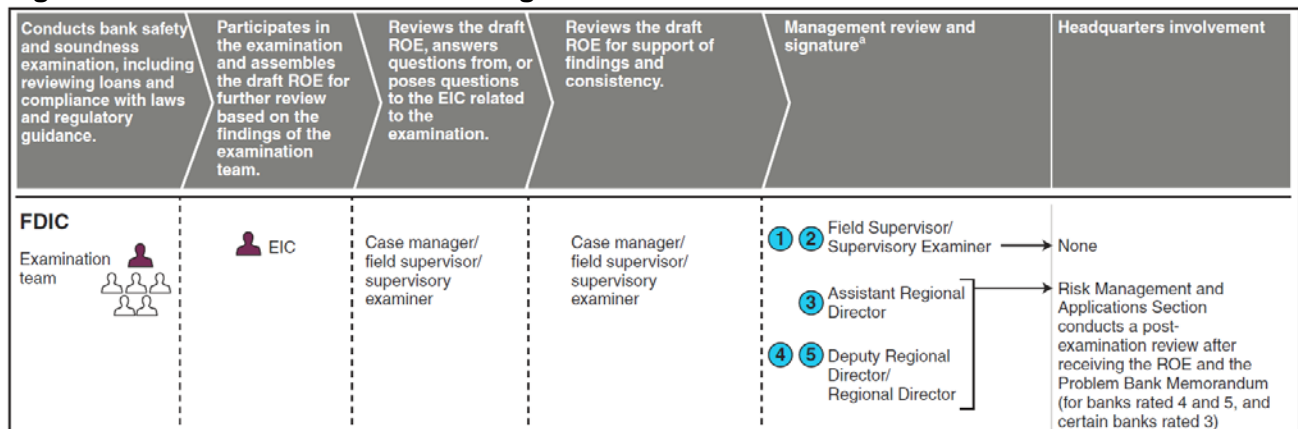 Conducts bank safety
and soundness
examination, including
reviewing loans and
compliance with laws
and regulatory
guidance.
Participates in
the examination
and assembles
the draft ROE for
further review
based on the
findings of the
examination
team.
Reviews the draft
ROE, answers
questions from, or
poses questions
to the EIC related
to the
examination.
Reviews the draft
ROE for support of
findings and
consistency.
Management review and
signatureª
Headquarters involvement
FDIC
Examination
team
EIC
Case manager/
field supervisor/
supervisory
examiner
Case manager/
field supervisor/
supervisory
examiner
1 2 Field Supervisor/
Supervisory Examiner
None
3 Assistant Regional
Director
4 5 Deputy Regional
Director/
Regional Director
Risk Management and
Applications Section
conducts a post-
examination review after
receiving the ROE and the
Problem Bank Memorandum
(for banks rated 4 and 5, and
certain banks rated 3)